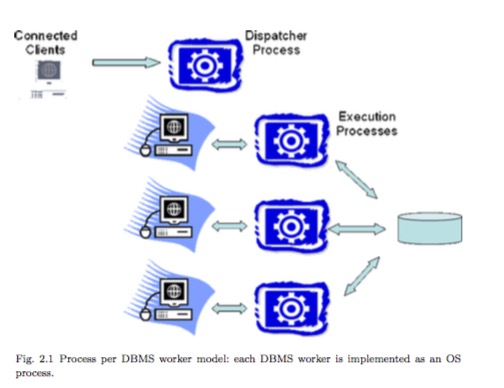 Connected
Clients
Dispatcher
Process
Execution
Processes
Fig. 2.1 Process per DBMS worker model: each DBMS worker is implemented as an OS
process.